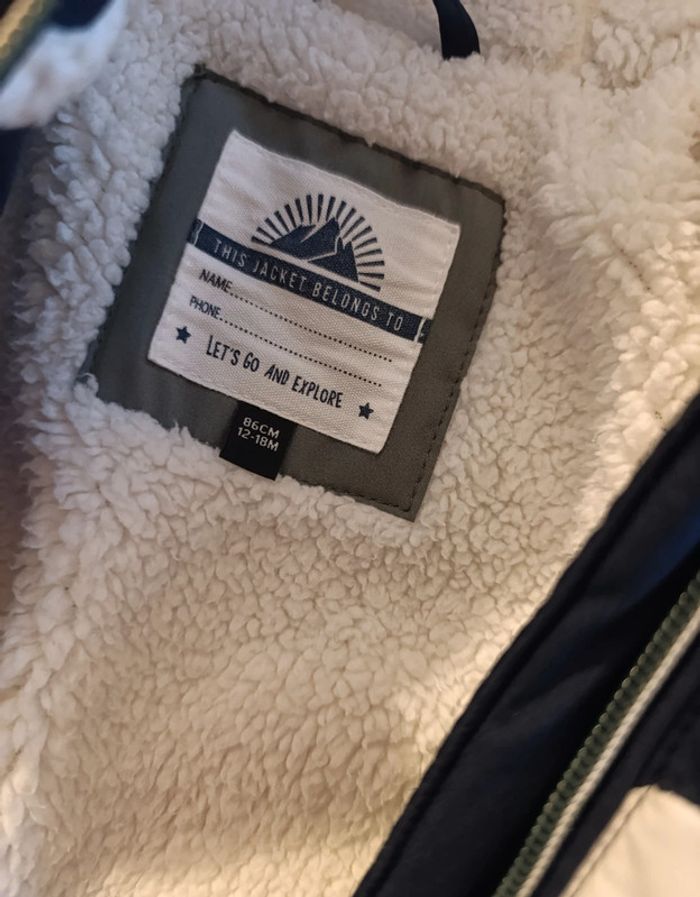 THIS JACKET BELONGS TO
NAME........................................
PHONE........................................
LET'S GO AND EXPLORE
86CM
12-18M